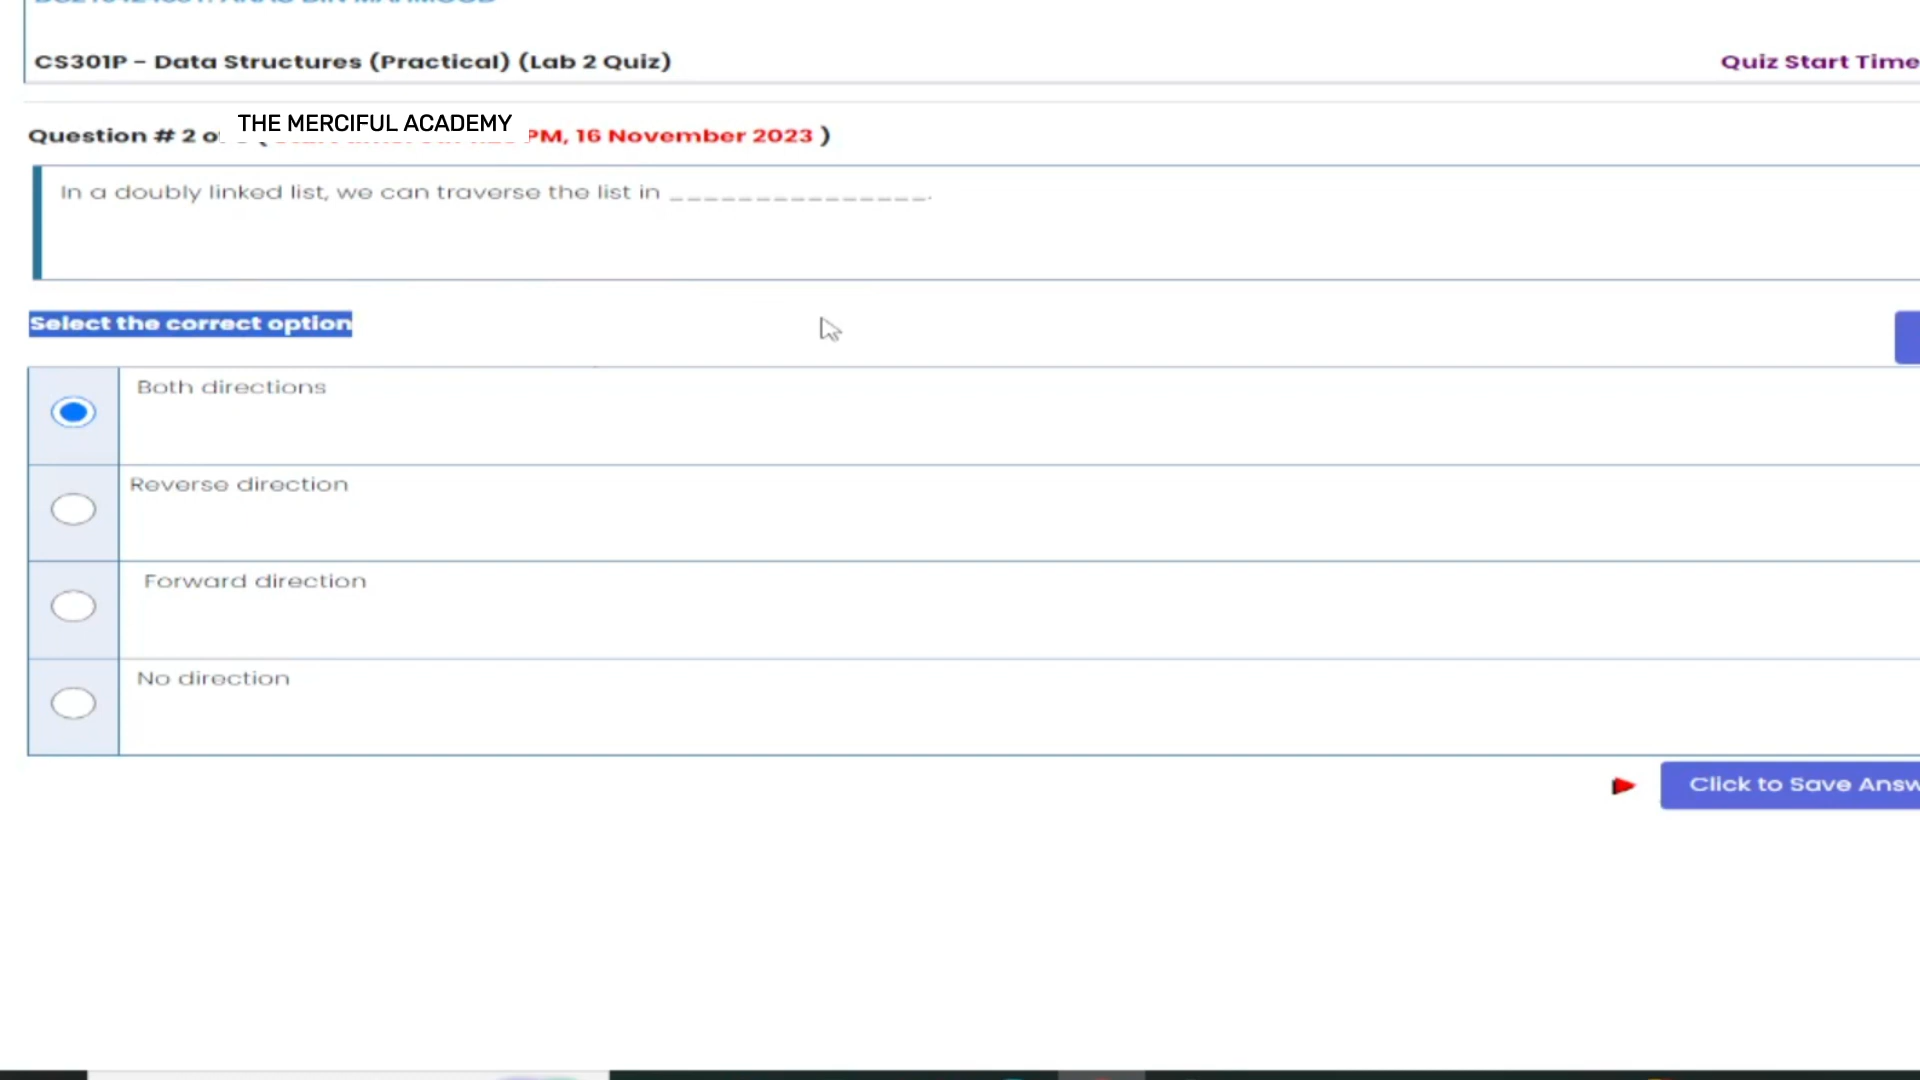 CS301P - Data Structures (Practical) (Lab 2 Quiz)
Quiz Start Time
THE MERCIFUL ACADEMY
Question # 2 PM, 16 November 2023 )
In a doubly linked list, we can traverse the list in _______________.
Select the correct option
Both directions
Reverse direction
Forward direction
No direction
Click to Save Answ